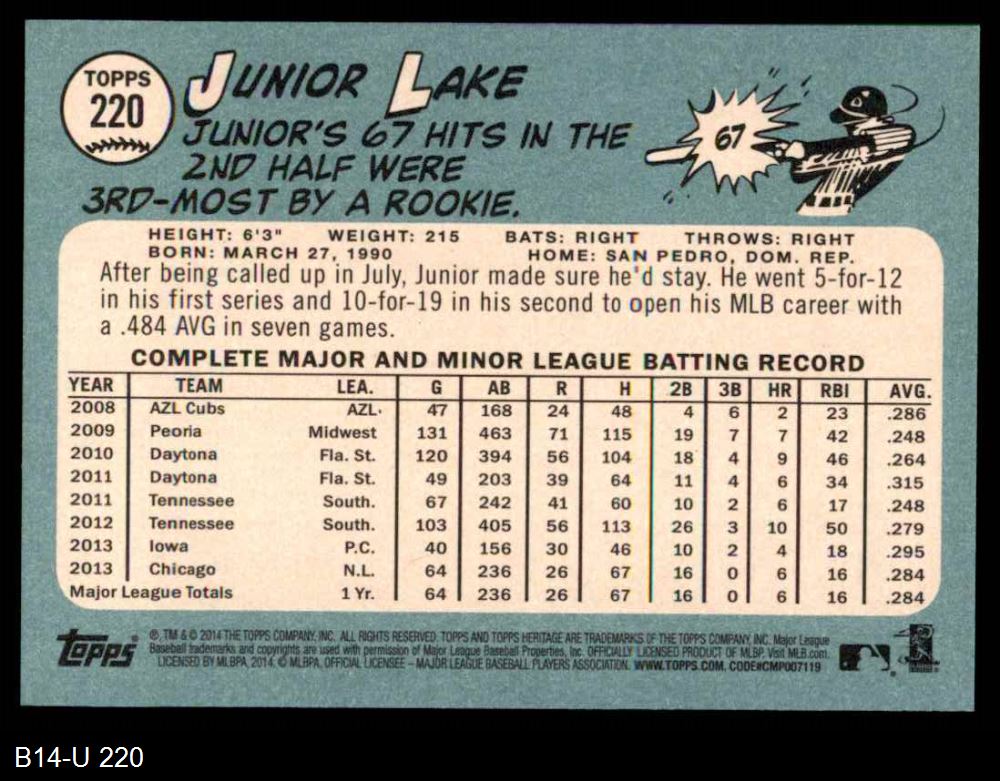 TOPPS
220
JUNIOR LAKE
JUNIOR'S 67 HITS IN THE
2ND HALF WERE
3RD-MOST BY A ROOKIE.
67
HEIGHT: 6'3" WEIGHT: 215 BATS: RIGHT THROWS: RIGHT
BORN: MARCH 27, 1990 HOME: SAN PEDRO, DOM. REP.
After being called up in July, Junior made sure he'd stay. He went 5-for-12
in his first series and 10-for-19 in his second to open his MLB career with
a .484 AVG in seven games.
COMPLETE MAJOR AND MINOR LEAGUE BATTING RECORD
YEAR TEAM LEA. G AB R H 2B 3B HR RBI AVG.
2008 AZL Cubs AZL. 47 168 24 48 4 6 2 23 .286
2009 Peoria Midwest 131 463 71 115 19 7 7 42 .248
2010 Daytona Fla. St. 120 394 56 104 18 4 9 46 .264
2011 Daytona Fla. St. 49 203 39 64 11 4 6 34 .315
2011 Tennessee South. 67 242 41 60 10 2 6 17 .248
2012 Tennessee South. 103 405 56 113 26 3 10 50 .279
2013 Iowa P.C. 40 156 30 46 10 2 4 18 .295
2013 Chicago N.L. 64 236 26 67 16 0 6 16 .284
Major League Totals 1 Yr. 64 236 26 67 16 0 6 16 .284
topps
®, TM & © 2014 THE TOPPS COMPANY, INC. ALL RIGHTS RESERVED. TOPPS AND TOPPS HERITAGE ARE TRADEMARKS OF THE TOPPS COMPANY, INC. Major League
Baseball trademarks and copyrights are used with permission of Major League Baseball Properties, Inc. OFFICIALLY LICENSED PRODUCT OF MLBP. Visit MLB.com.
LICENSED BY MLBPA, 2014. © MLBPA, OFFICIAL LICENSEE – MAJOR LEAGUE BASEBALL PLAYERS ASSOCIATION. WWW.TOPPS.COM. CODE#CMP007119
B14-U 220